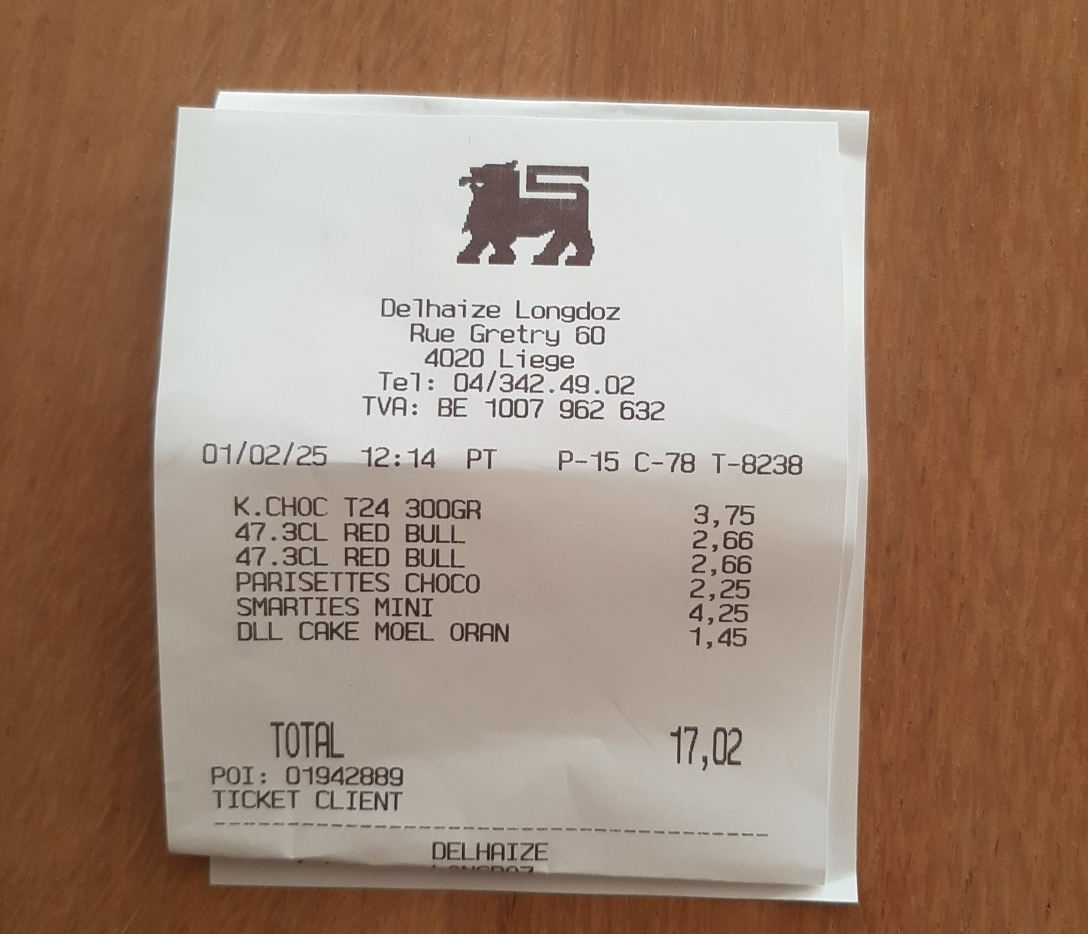 Delhaize Longdoz
Rue Gretry 60
4020 Liege
Tel: 04/342.49.02
TVA: BE 1007 962 632
01/02/25 12:14 PT P-15 C-78 T-8238
K.CHOC T24 300GR 3,75
47.3CL RED BULL 2,66
47.3CL RED BULL 2,66
PARISETTES CHOCO 2,25
SMARTIES MINI 4,25
DLL CAKE MOEL ORAN 1,45
TOTAL 17,02
POI: 01942889
TICKET CLIENT
DELHAIZE